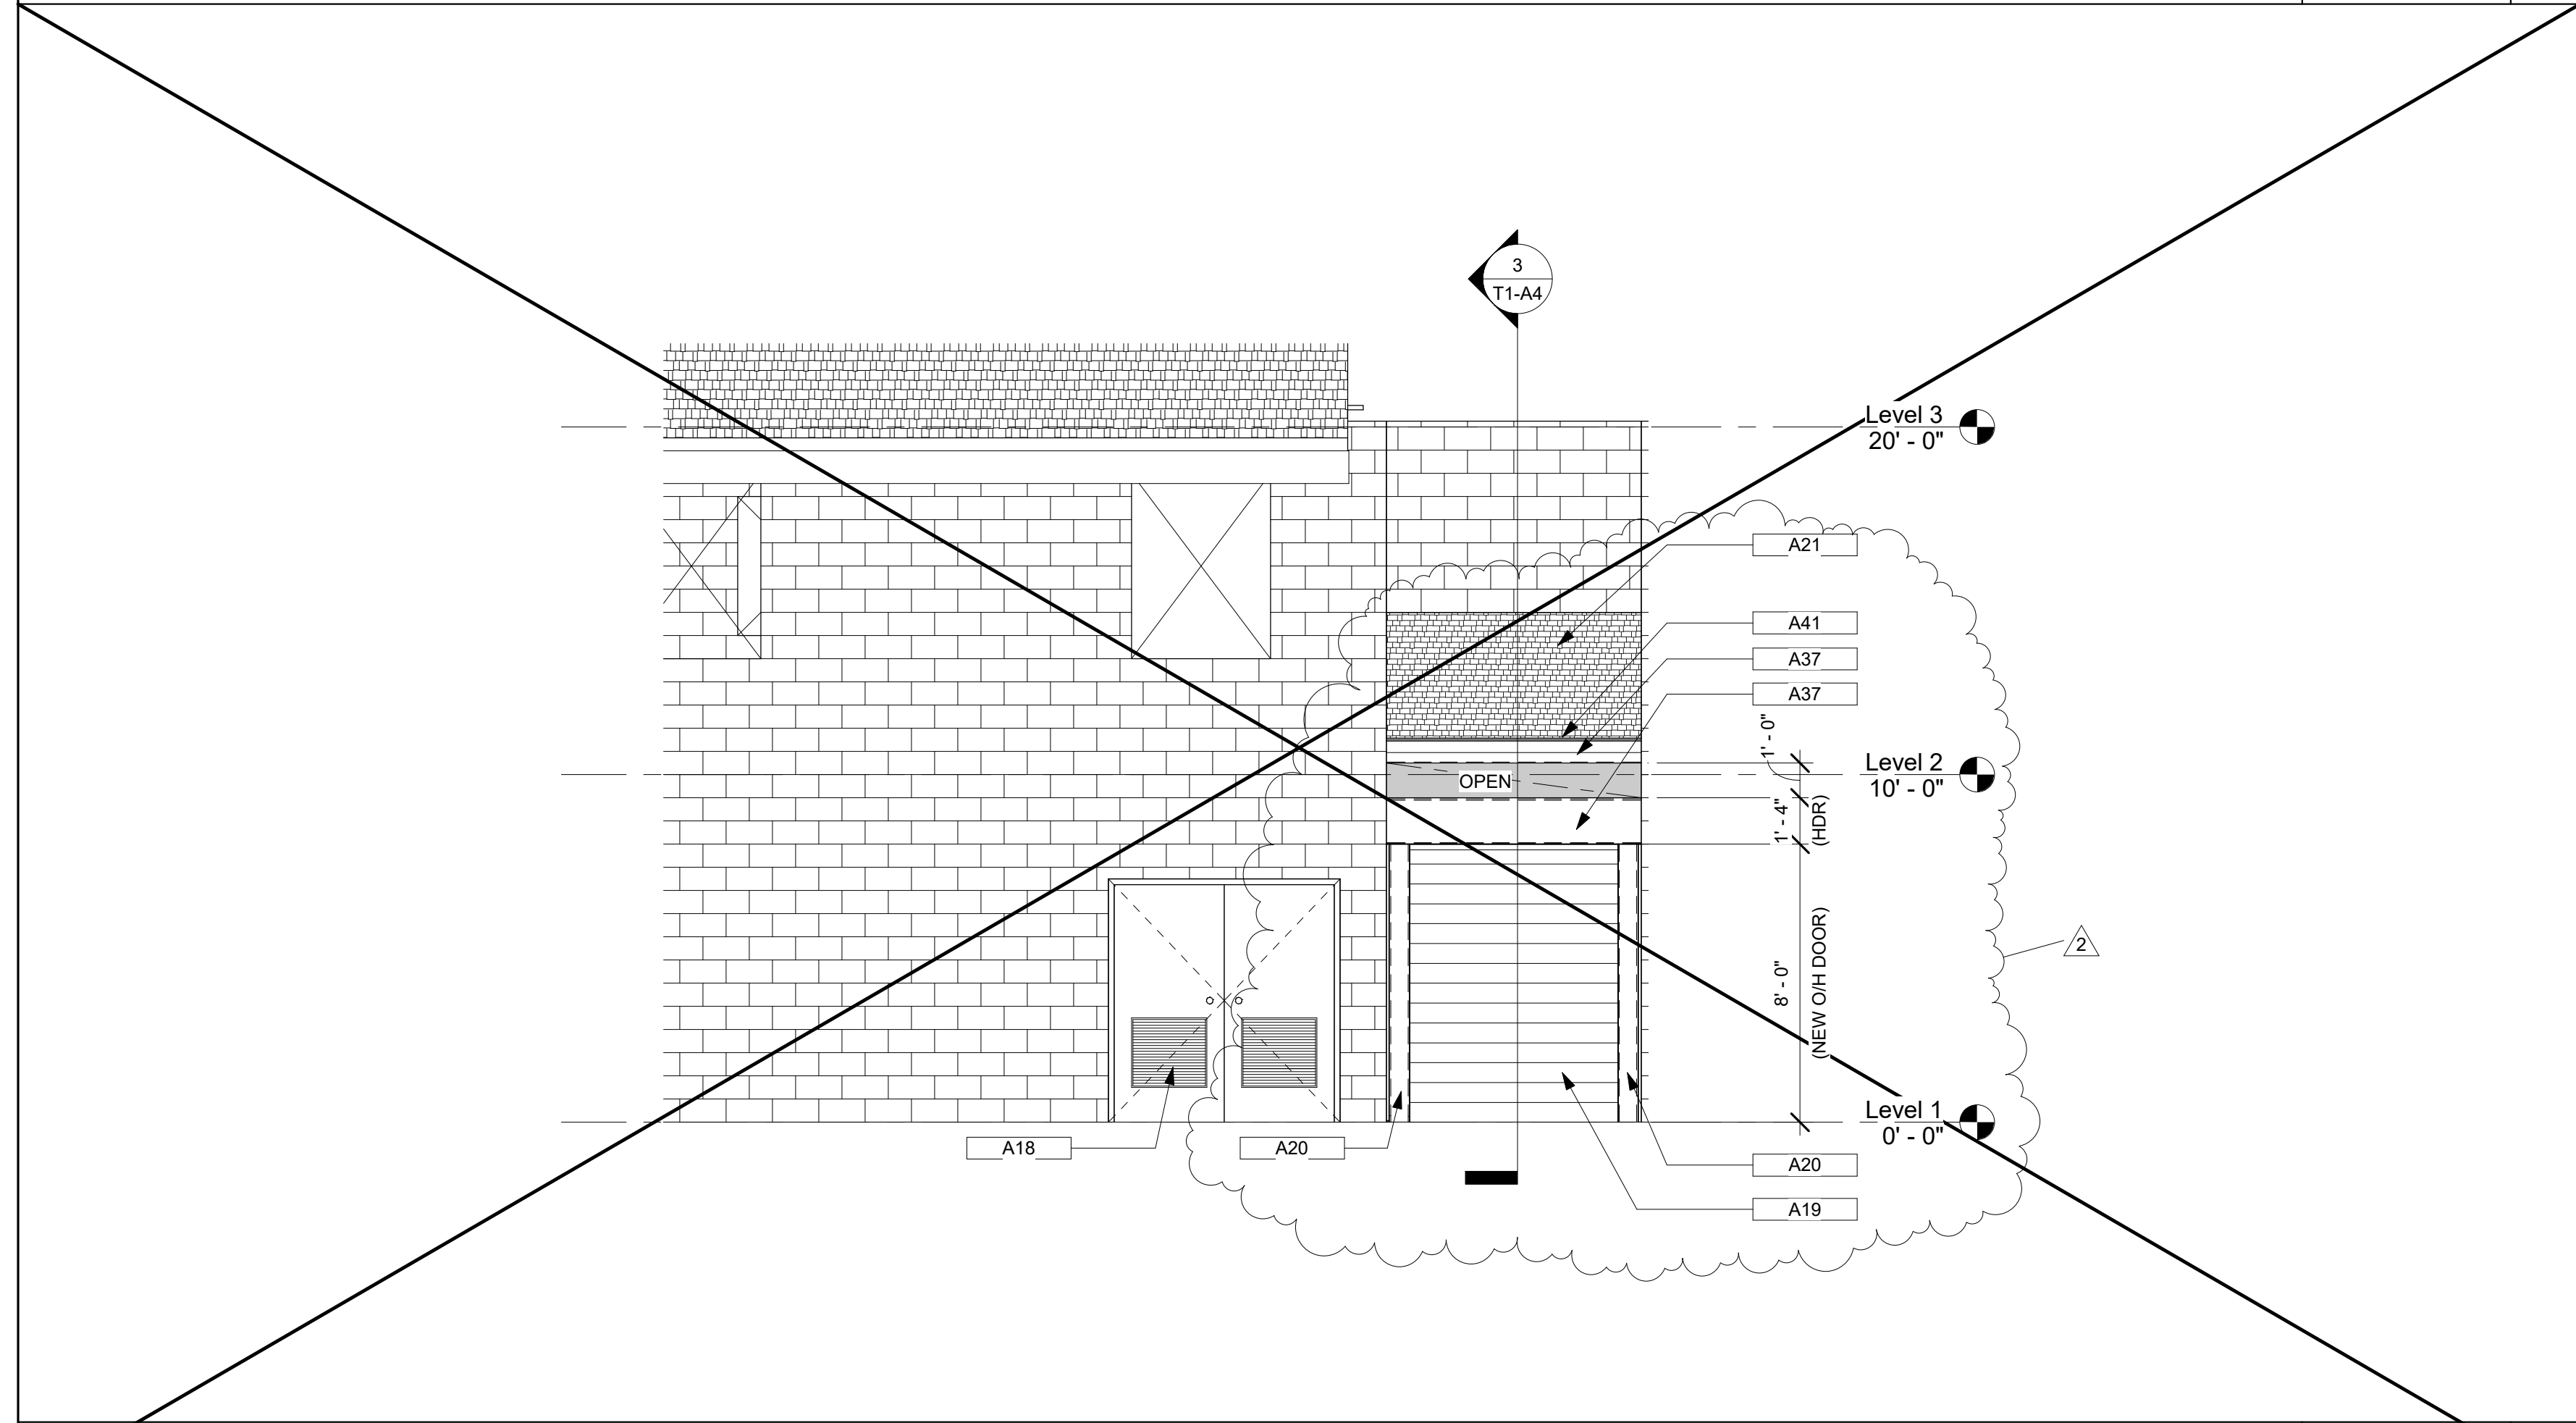 3
T1-A4
Level 3
20' - 0"
A21
A41
A37
A37
1' - 0"
Level 2
10' - 0"
OPEN
1' - 4"
(HDR)
8' - 0"
(NEW O/H DOOR)
2
Level 1
0' - 0"
A18
A20
A20
A19